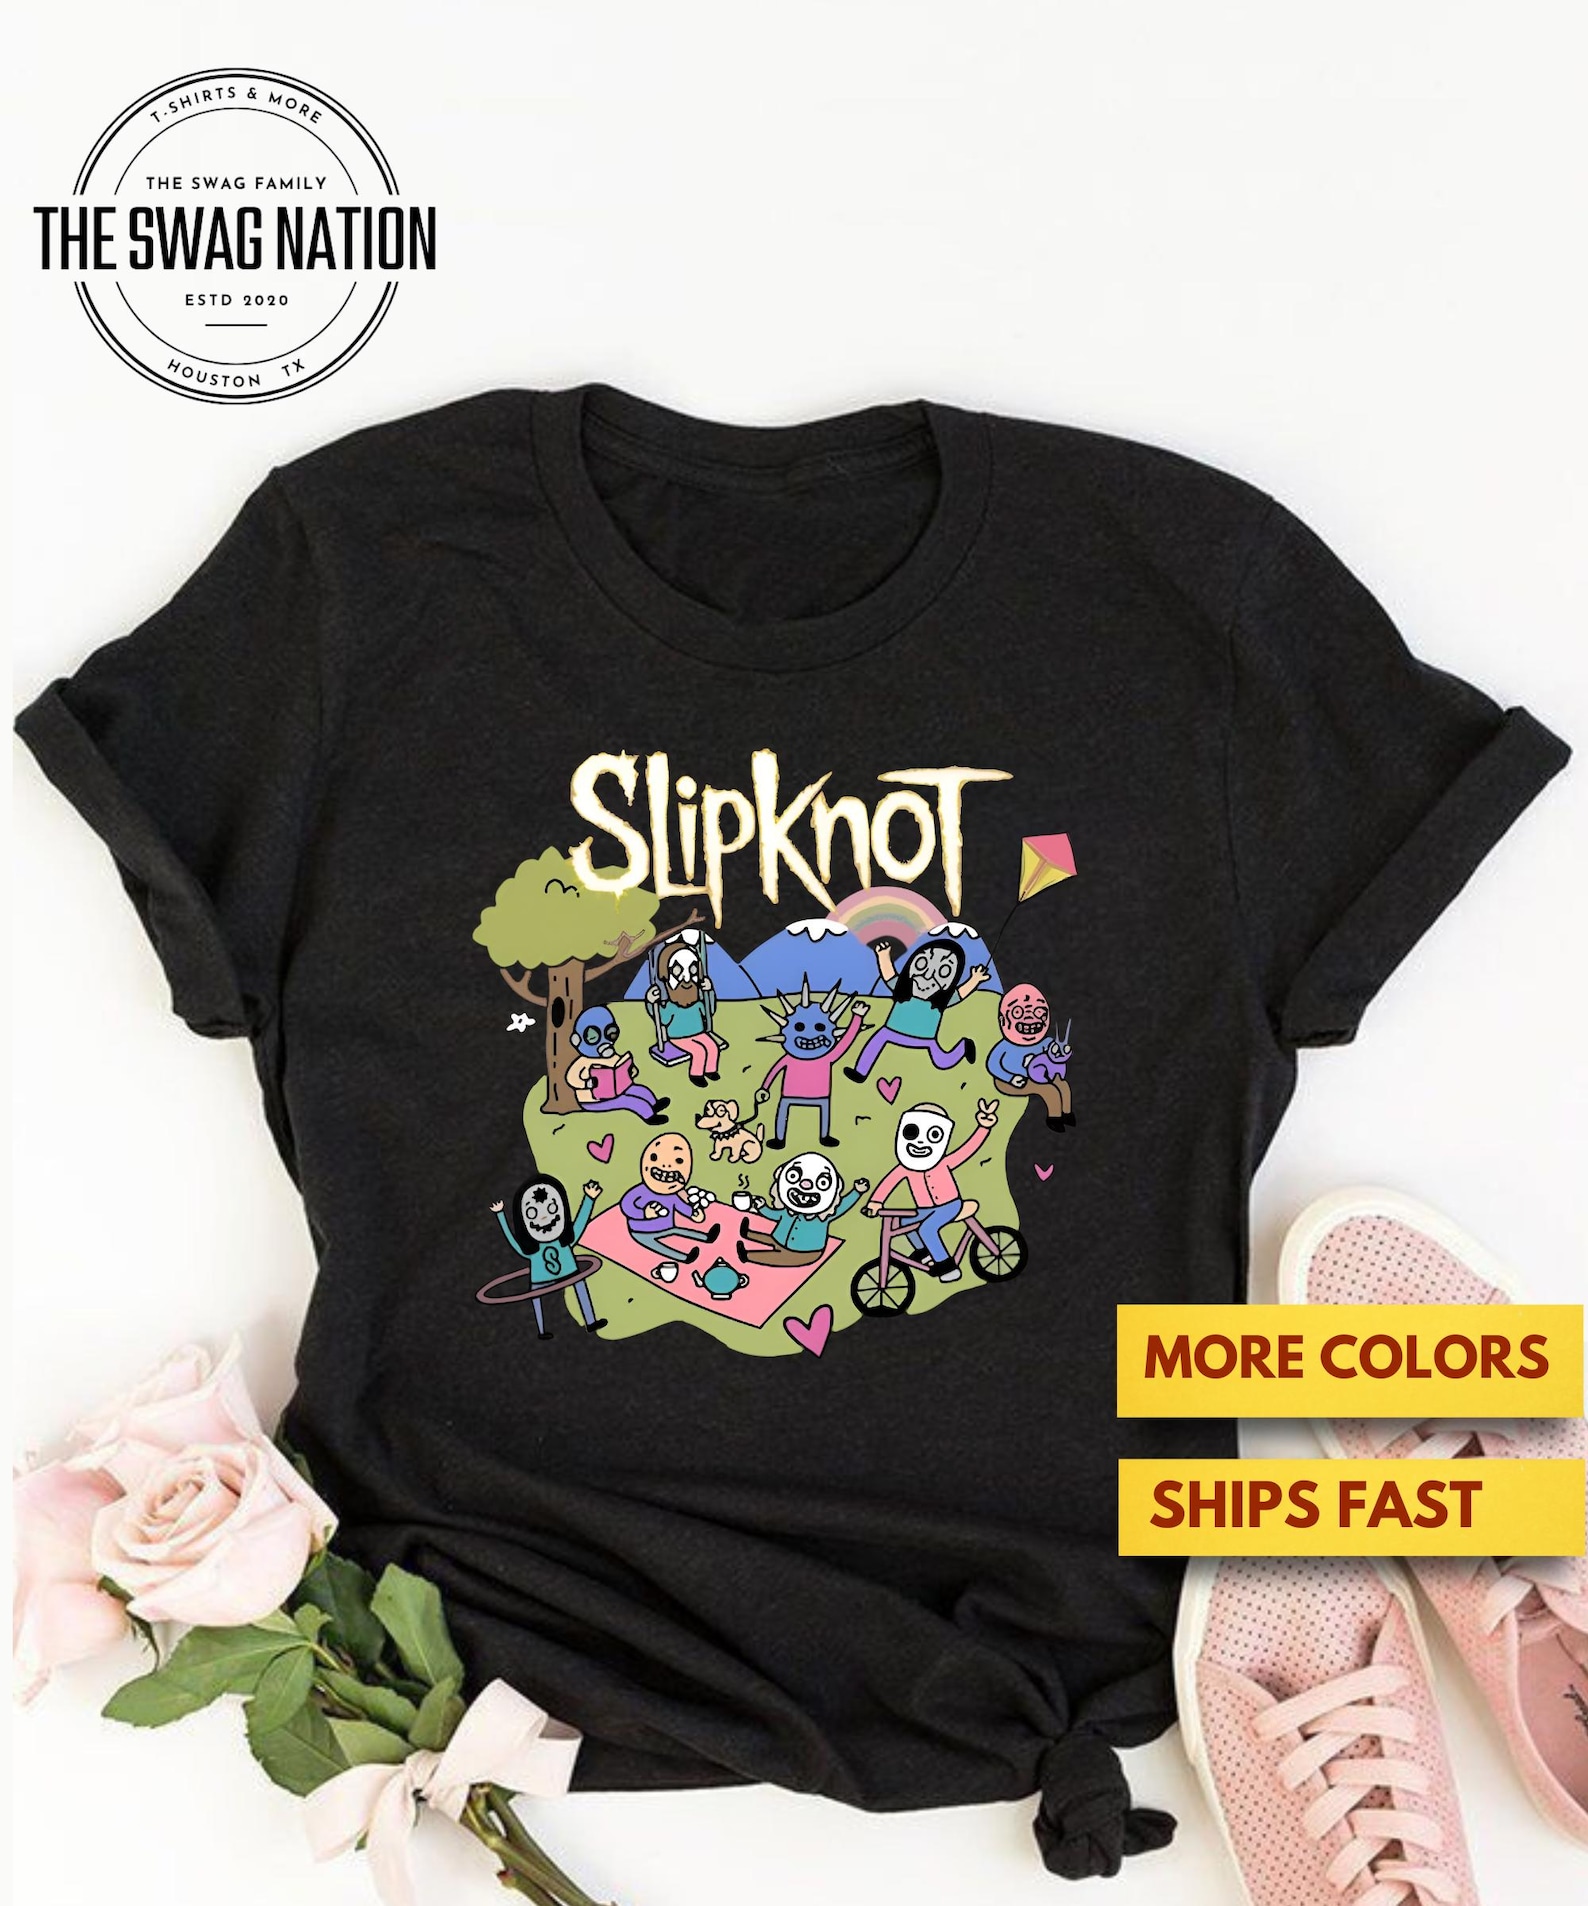 T-SHIRTS & MORE
THE SWAG FAMILY
THE SWAG NATION
ESTD 2020
HOUSTON TX
SLIPKNOT
S
MORE COLORS
SHIPS FAST